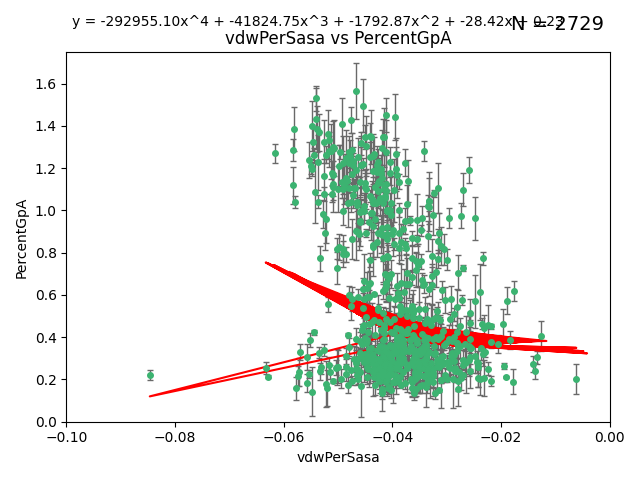 y = -292955.10x^4 + -41824.75x^3 + -1792.87x^2 + -28.42x + 0.23
N = 2729
vdwPerSasa vs PercentGpA
1.6
1.4
1.2
1.0
0.8
0.6
0.4
0.2
0.0
PercentGpA
−0.10 −0.08 −0.06 −0.04 −0.02 0.00
vdwPerSasa